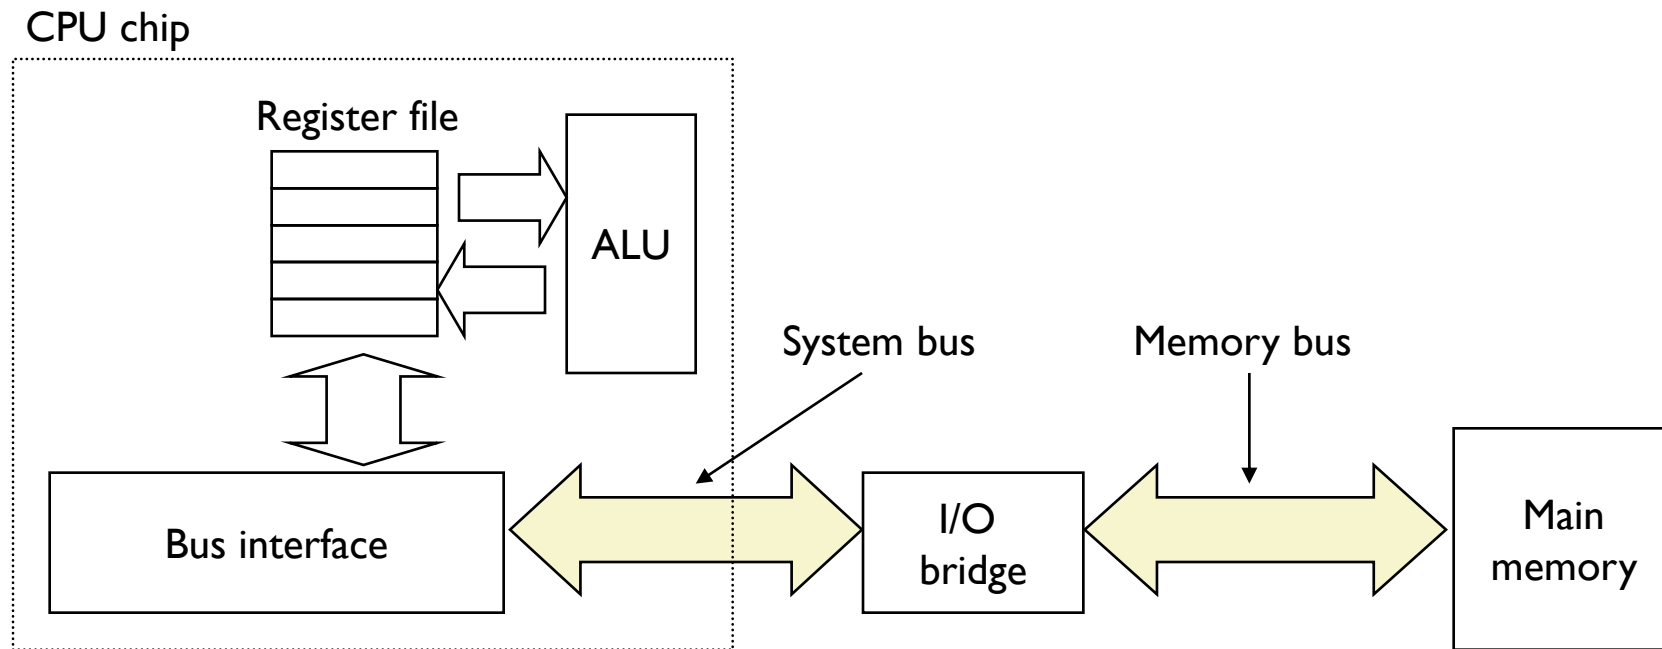 CPU chip
Register file
ALU
System bus
Memory bus
Bus interface
I/O
bridge
Main
memory